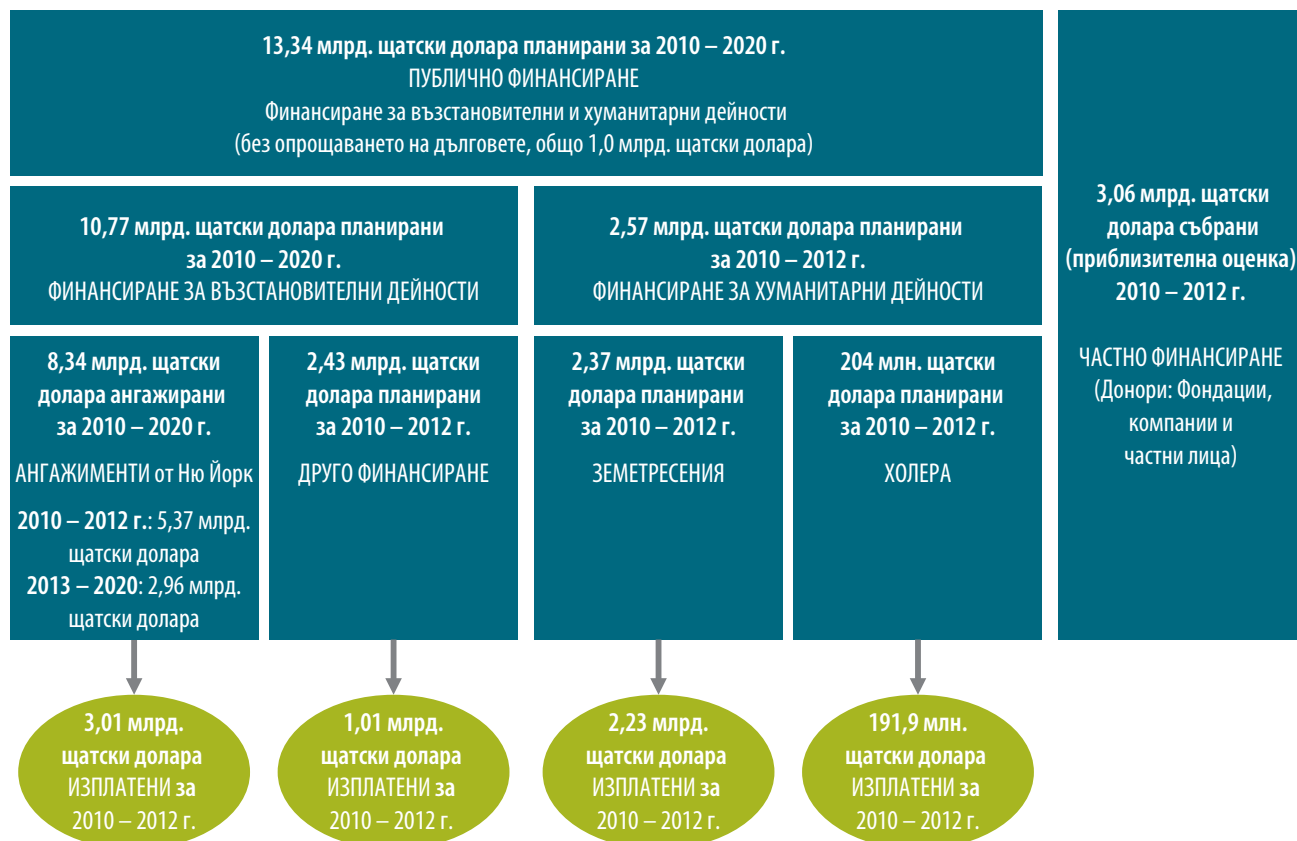 13,34 млрд. щатски долара планирани за 2010 – 2020 г.
ПУБЛИЧНО ФИНАНСИРАНЕ
Финансиране за възстановителни и хуманитарни дейности
(без опрощаването на дълговете, общо 1,0 млрд. щатски долара)
10,77 млрд. щатски долара планирани
за 2010 – 2020 г.
ФИНАНСИРАНЕ ЗА ВЪЗСТАНОВИТЕЛНИ ДЕЙНОСТИ
2,57 млрд. щатски долара планирани
за 2010 – 2012 г.
ФИНАНСИРАНЕ ЗА ХУМАНИТАРНИ ДЕЙНОСТИ
3,06 млрд. щатски
долара събрани
(приблизителна оценка)
2010 – 2012 г.
ЧАСТНО ФИНАНСИРАНЕ
(Донори: Фондации,
компании и
частни лица)
8,34 млрд. щатски
долара ангажирани
за 2010 – 2020 г.
АНГАЖИМЕНТИ от Ню Йорк
2010 – 2012 г.: 5,37 млрд.
щатски долара
2013 – 2020: 2,96 млрд.
щатски долара
2,43 млрд. щатски
долара планирани
за 2010 – 2012 г.
ДРУГО ФИНАНСИРАНЕ
2,37 млрд. щатски
долара планирани
за 2010 – 2012 г.
ЗЕМЕТРЕСЕНИЯ
204 млн. щатски
долара планирани
за 2010 – 2012 г.
ХОЛЕРА
3,01 млрд.
щатски долара
ИЗПЛАТЕНИ за
2010 – 2012 г.
1,01 млрд.
щатски долара
ИЗПЛАТЕНИ за
2010 – 2012 г.
2,23 млрд.
щатски долара
ИЗПЛАТЕНИ за
2010 – 2012 г.
191,9 млн.
щатски долара
ИЗПЛАТЕНИ за
2010 – 2012 г.